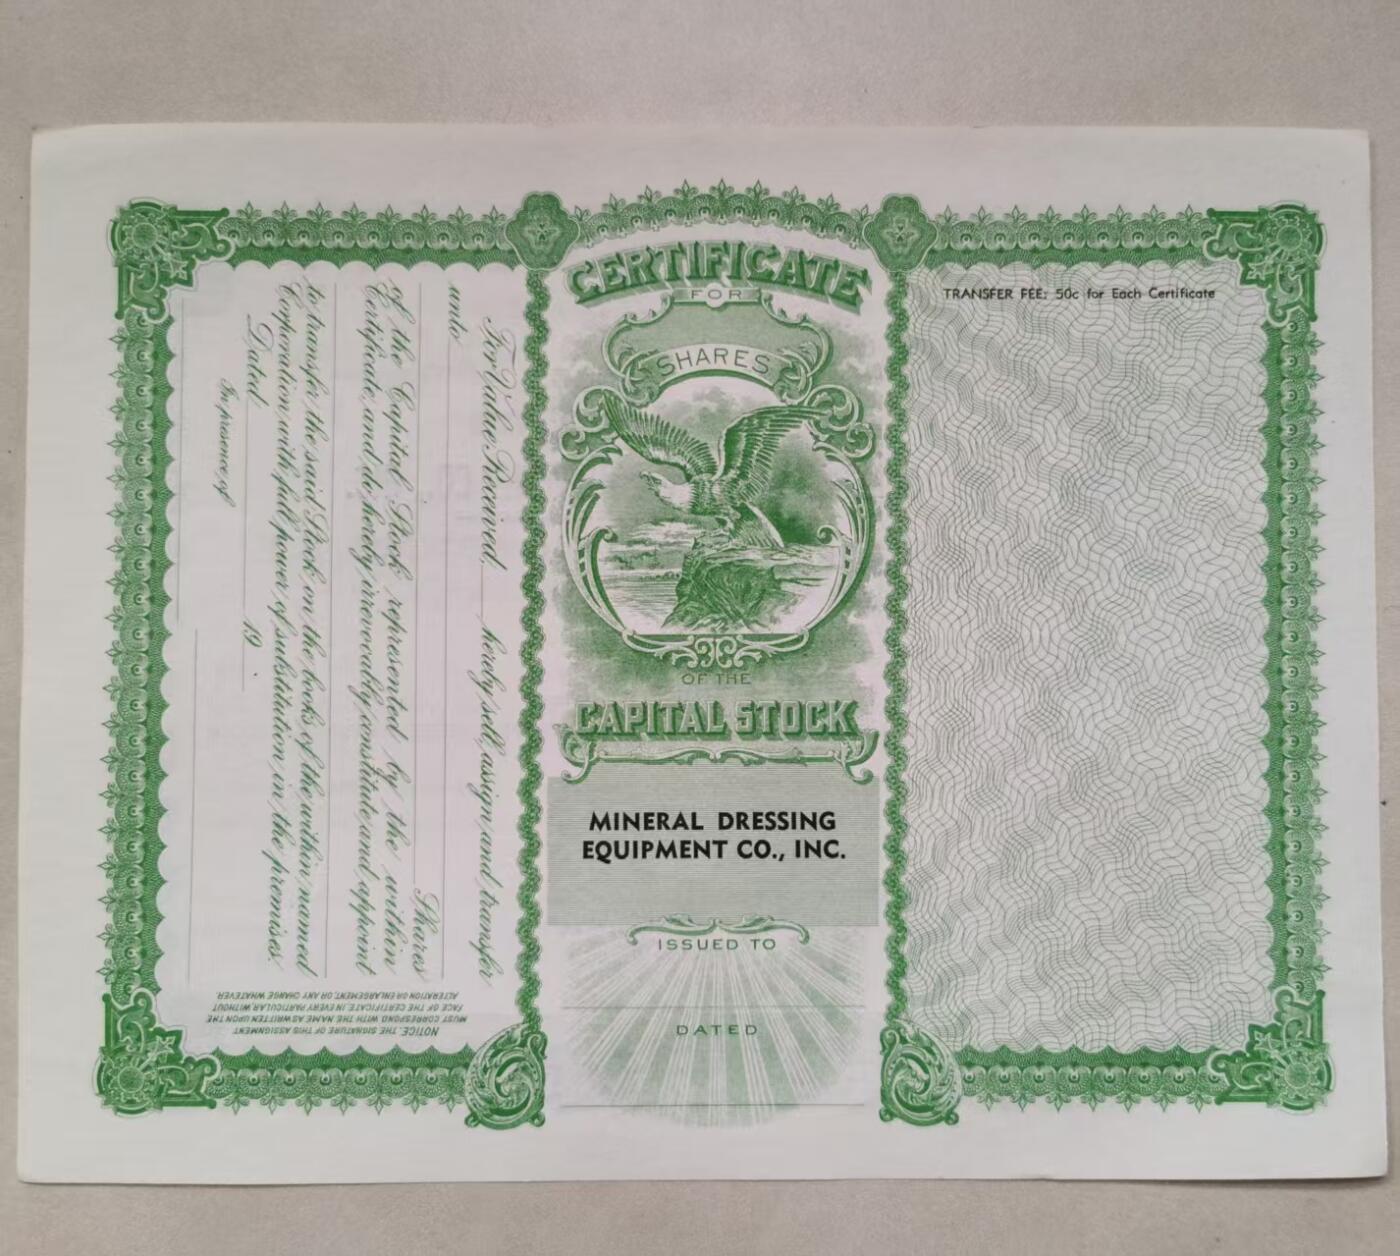 For Value Received, hereby sell, assign and transfer
unto
Shares
of the Capital Stock represented by the within
Certificate, and do hereby irrevocably constitute and appoint
to transfer the said Stock on the books of the within named
Corporation with full power of substitution in the premises.
Dated 19
In presence of
NOTICE. THE SIGNATURE OF THIS ASSIGNMENT
MUST CORRESPOND WITH THE NAME AS WRITTEN UPON THE
FACE OF THE CERTIFICATE, IN EVERY PARTICULAR, WITHOUT
ALTERATION OR ENLARGEMENT, OR ANY CHANGE WHATEVER.
CERTIFICATE
FOR
SHARES
OF THE
CAPITAL STOCK
MINERAL DRESSING
EQUIPMENT CO., INC.
ISSUED TO
DATED
TRANSFER FEE: 50c for Each Certificate